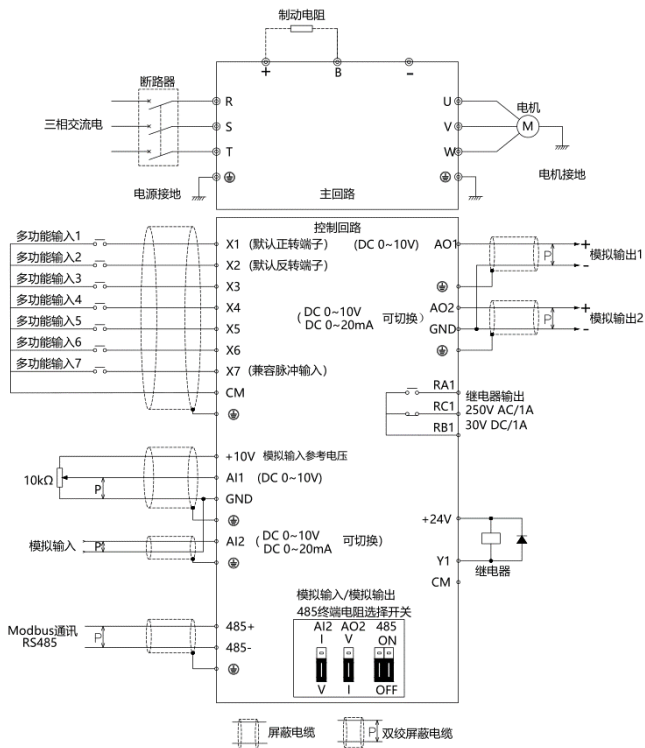 制动电阻
+ B -
断路器
三相交流电
R
S
T
U
V
W
电机
M
电源接地
主回路
电机接地
控制回路
多功能输入1
多功能输入2
多功能输入3
多功能输入4
多功能输入5
多功能输入6
多功能输入7
X1 (默认正转端子)
X2 (默认反转端子)
X3
X4
X5
X6
X7 (兼容脉冲输入)
CM
(DC 0~10V) AO1
P
+
-
模拟输出1
(DC 0~10V
DC 0~20mA 可切换)
AO2
GND
P
+
-
模拟输出2
RA1
RC1
RB1
继电器输出
250V AC/1A
30V DC/1A
10kΩ
P
+10V 模拟输入参考电压
AI1 (DC 0~10V)
GND
模拟输入
P
AI2 (DC 0~10V
DC 0~20mA 可切换)
+24V
Y1
CM
继电器
Modbus通讯
RS485
P
485+
485-
模拟输入/模拟输出
485终端电阻选择开关
AI2 AO2 485
I V ON
V I OFF
屏蔽电缆
P 双绞屏蔽电缆